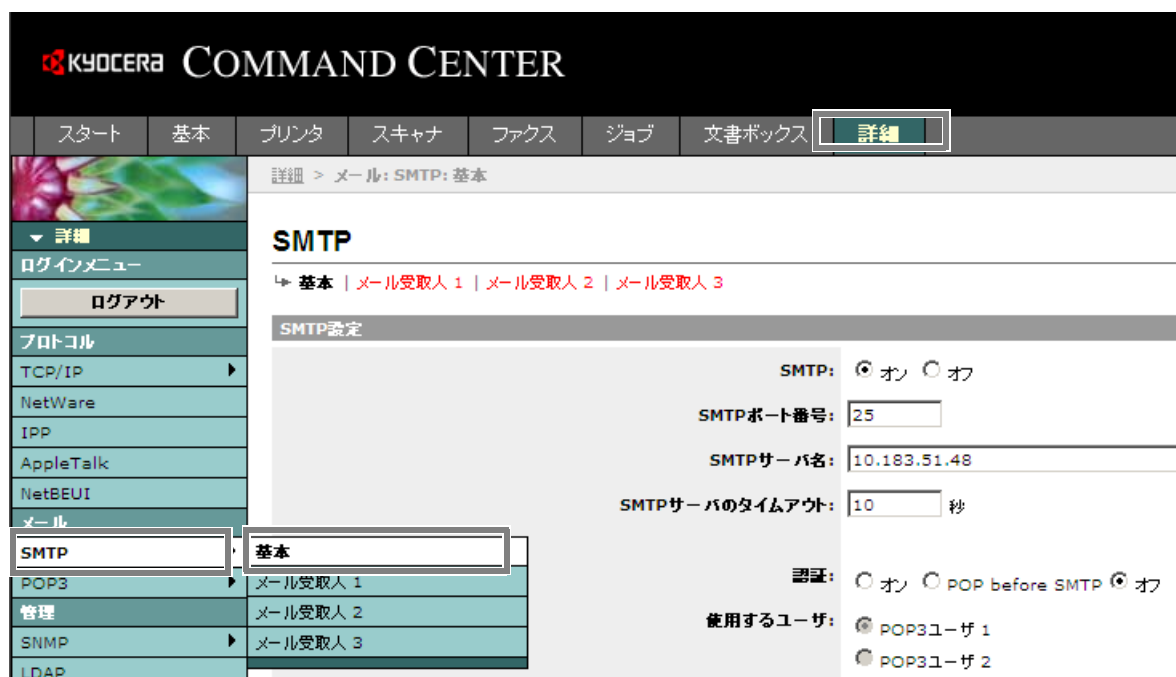 KYOCERA COMMAND CENTER
スタート 基本 プリンタ スキャナ ファクス ジョブ 文書ボックス 詳細
詳細 > メール: SMTP: 基本
詳細
ログインメニュー
ログアウト
プロトコル
TCP/IP
NetWare
IPP
AppleTalk
NetBEUI
メール
SMTP
POP3
管理
SNMP
LDAP
基本
メール受取人 1
メール受取人 2
メール受取人 3
SMTP
基本 | メール受取人 1 | メール受取人 2 | メール受取人 3
SMTP設定
SMTP: オン オフ
SMTPポート番号: 25
SMTPサーバ名: 10.183.51.48
SMTPサーバのタイムアウト: 10 秒
認証: オン POP before SMTP オフ
使用するユーザ: POP3ユーザ 1
POP3ユーザ 2